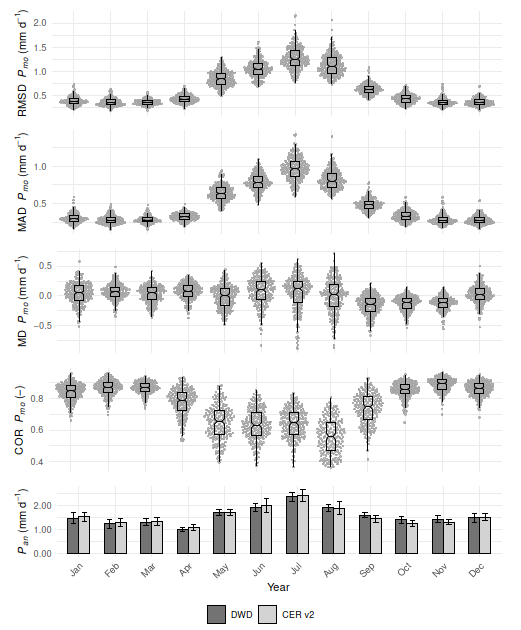 RMSD P_mo (mm d⁻¹)
2.0
1.5
1.0
0.5
MAD P_mo (mm d⁻¹)
1.0
0.5
MD P_mo (mm d⁻¹)
0.5
0.0
−0.5
COR P_mo (−)
0.8
0.6
0.4
P_an (mm d⁻¹)
2.00
1.00
0.00
Jan Feb Mar Apr May Jun Jul Aug Sep Oct Nov Dec
Year
DWD CER v2